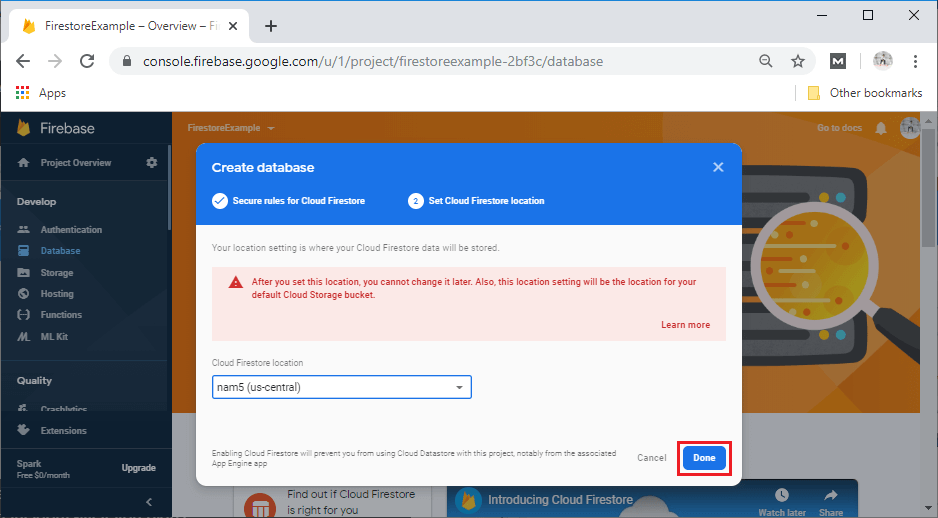 FirestoreExample – Overview – Fi
console.firebase.google.com/u/1/project/firestoreexample-2bf3c/database
M
Apps
Other bookmarks
Firebase
FirestoreExample
Go to docs
Project Overview
Create database
Secure rules for Cloud Firestore
2 Set Cloud Firestore location
Develop
Authentication
Database
Storage
Hosting
Functions
ML Kit
Quality
Crashlytics
Extensions
Spark
Free $0/month
Upgrade
Your location setting is where your Cloud Firestore data will be stored.
After you set this location, you cannot change it later. Also, this location setting will be the location for your
default Cloud Storage bucket.
Learn more
Cloud Firestore location
nam5 (us-central)
Enabling Cloud Firestore will prevent you from using Cloud Datastore with this project, notably from the associated
App Engine app
Cancel
Done
Find out if Cloud Firestore
is right for you
Introducing Cloud Firestore
Watch later
Share